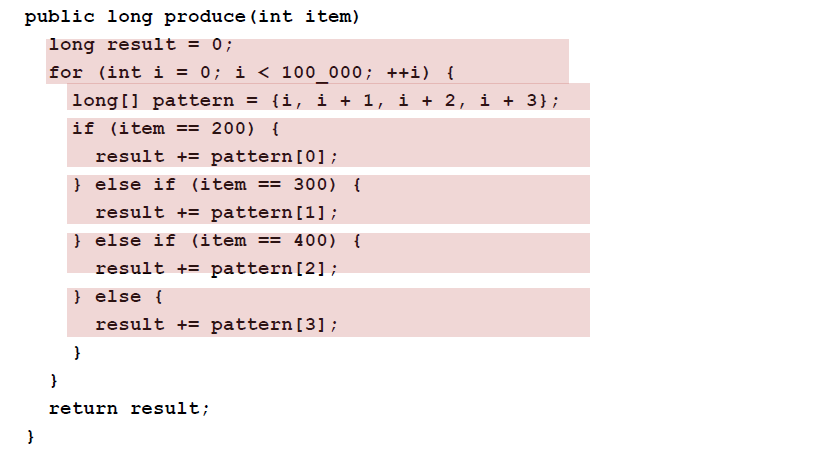 public long produce(int item)
long result = 0;
for (int i = 0; i < 100_000; ++i) {
long[] pattern = {i, i + 1, i + 2, i + 3};
if (item == 200) {
result += pattern[0];
} else if (item == 300) {
result += pattern[1];
} else if (item == 400) {
result += pattern[2];
} else {
result += pattern[3];
}
}
return result;
}